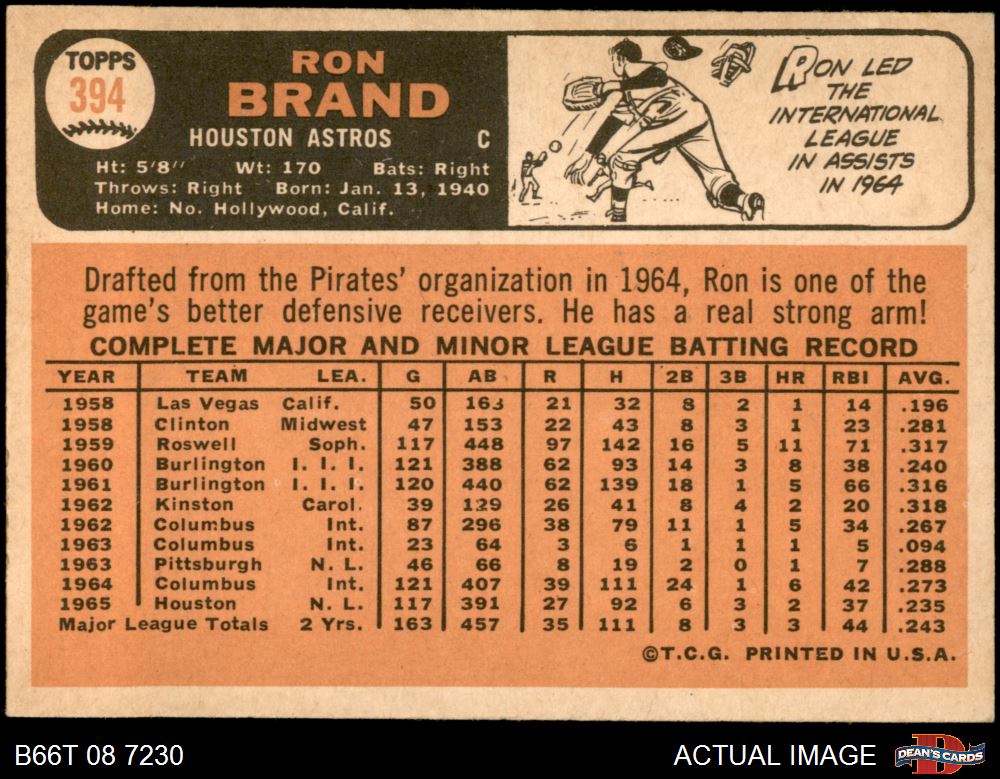 TOPPS
394
RON
BRAND
HOUSTON ASTROS C
Ht: 5'8" Wt: 170 Bats: Right
Throws: Right Born: Jan. 13, 1940
Home: No. Hollywood, Calif.
RON LED
THE
INTERNATIONAL
LEAGUE
IN ASSISTS
IN 1964
Drafted from the Pirates' organization in 1964, Ron is one of the
game's better defensive receivers. He has a real strong arm!
COMPLETE MAJOR AND MINOR LEAGUE BATTING RECORD
YEAR TEAM LEA. G AB R H 2B 3B HR RBI AVG.
1958 Las Vegas Calif. 50 163 21 32 8 2 1 14 .196
1958 Clinton Midwest 47 153 22 43 8 3 1 23 .281
1959 Roswell Soph. 117 448 97 142 16 5 11 71 .317
1960 Burlington I. I. I. 121 388 62 93 14 3 8 38 .240
1961 Burlington I. I. I. 120 440 62 139 18 1 5 66 .316
1962 Kinston Carol. 39 129 26 41 8 4 2 20 .318
1962 Columbus Int. 87 296 38 79 11 1 5 34 .267
1963 Columbus Int. 23 64 3 6 1 1 1 5 .094
1963 Pittsburgh N. L. 46 66 8 19 2 0 1 7 .288
1964 Columbus Int. 121 407 39 111 24 1 6 42 .273
1965 Houston N. L. 117 391 27 92 6 3 2 37 .235
Major League Totals 2 Yrs. 163 457 35 111 8 3 3 44 .243
©T.C.G. PRINTED IN U.S.A.
B66T 08 7230 ACTUAL IMAGE DEAN'S CARDS